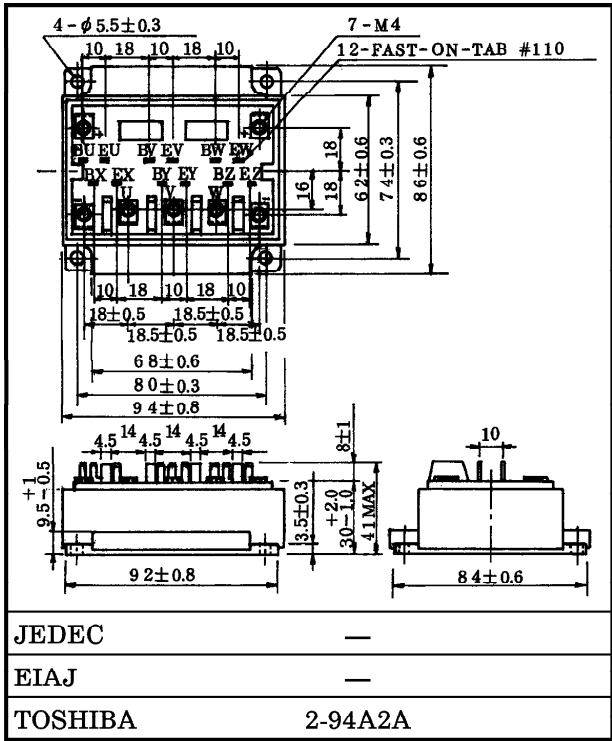 4-φ5.5±0.3
7-M4
12-FAST-ON-TAB #110
10 18 10 18 10
BU EU BV EV BW EW
BX EX BY EY BZ EZ
U V W
18
16
18
62±0.6
74±0.3
86±0.6
10 18 10 18 10
18±0.5 18.5±0.5
18.5±0.5 18.5±0.5
68±0.6
80±0.3
94±0.8
14 14 14
4.5 4.5 4.5 4.5
8±1
10
+1
9.5-0.5
3.5±0.3
+2.0
30-1.0
41MAX
92±0.8
84±0.6
JEDEC —
EIAJ —
TOSHIBA 2-94A2A